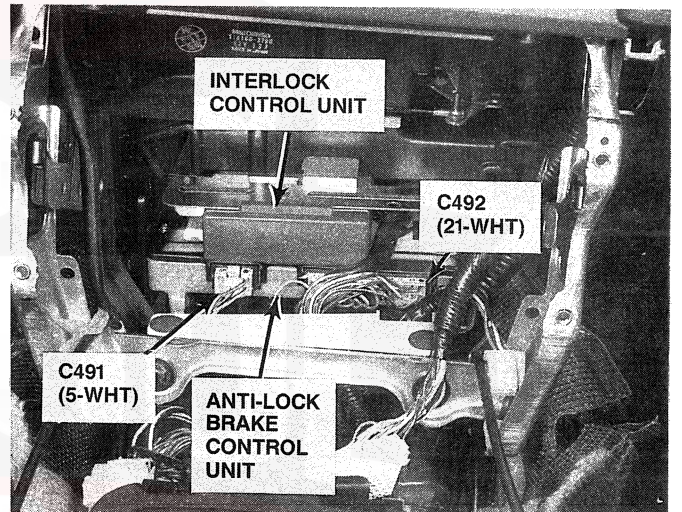 INTERLOCK
CONTROL UNIT
C492
(21-WHT)
C491
(5-WHT)
ANTI-LOCK
BRAKE
CONTROL
UNIT